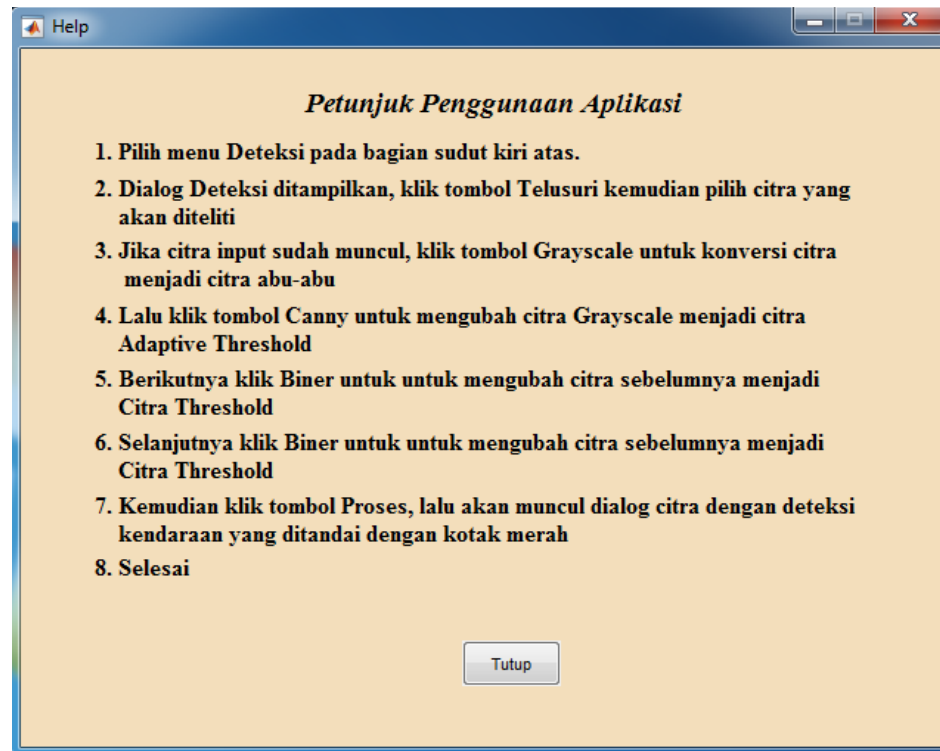 Help
Petunjuk Penggunaan Aplikasi
1. Pilih menu Deteksi pada bagian sudut kiri atas.
2. Dialog Deteksi ditampilkan, klik tombol Telusuri kemudian pilih citra yang
akan diteliti
3. Jika citra input sudah muncul, klik tombol Grayscale untuk konversi citra
menjadi citra abu-abu
4. Lalu klik tombol Canny untuk mengubah citra Grayscale menjadi citra
Adaptive Threshold
5. Berikutnya klik Biner untuk untuk mengubah citra sebelumnya menjadi
Citra Threshold
6. Selanjutnya klik Biner untuk untuk mengubah citra sebelumnya menjadi
Citra Threshold
7. Kemudian klik tombol Proses, lalu akan muncul dialog citra dengan deteksi
kendaraan yang ditandai dengan kotak merah
8. Selesai
Tutup